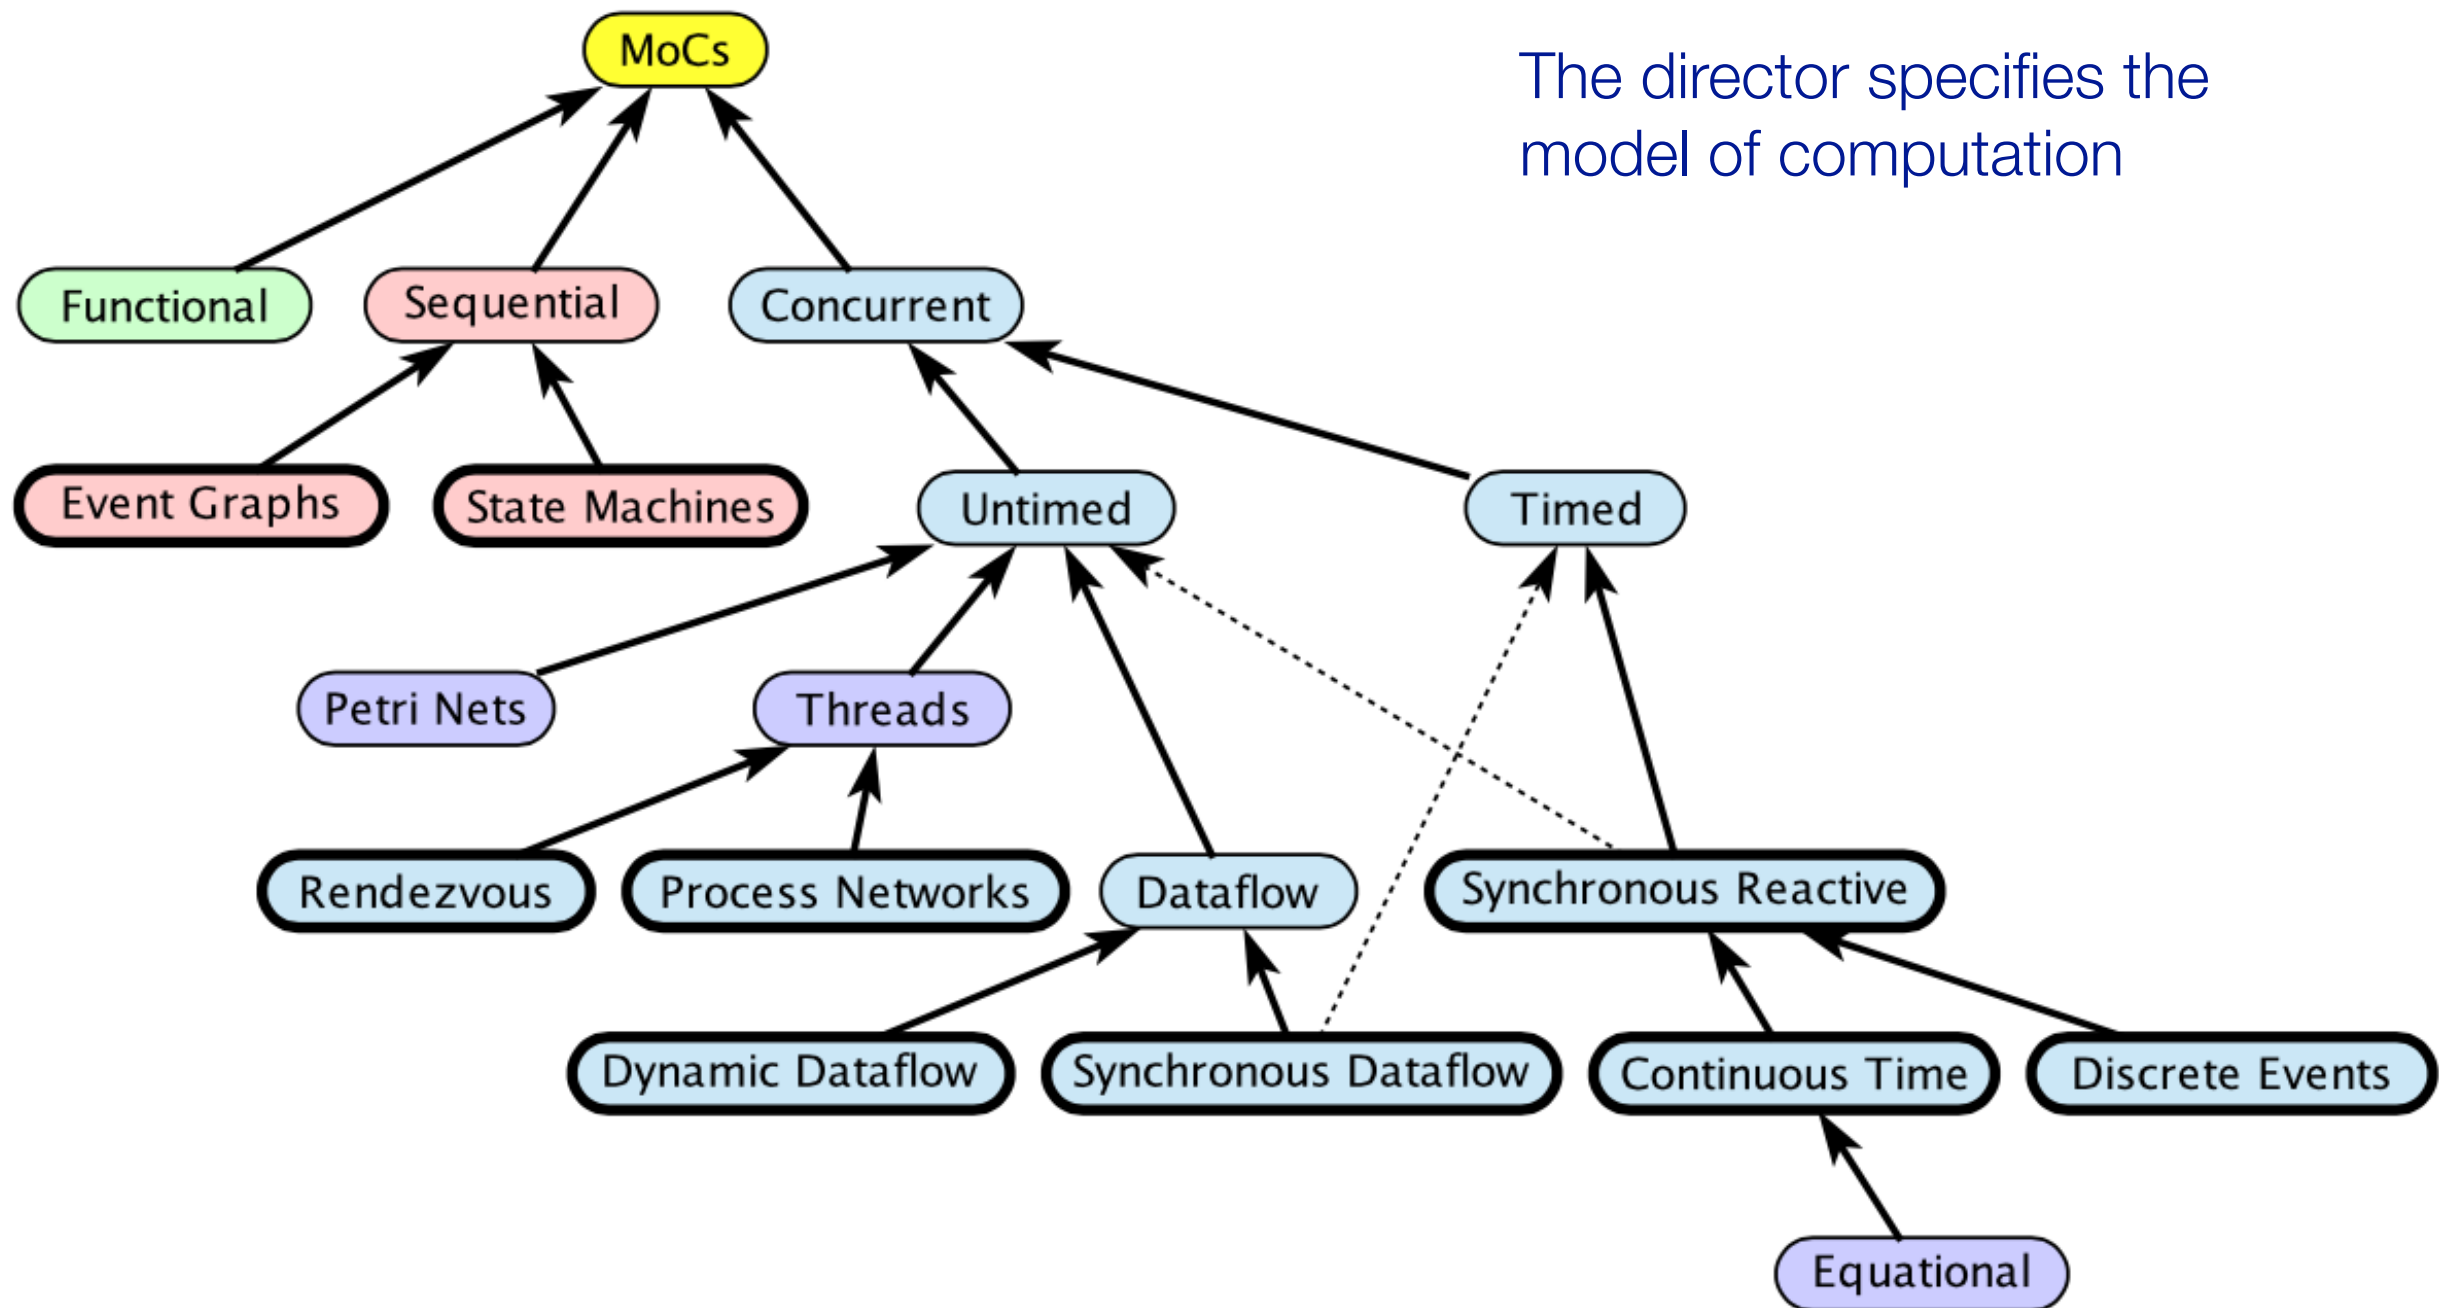 MoCs
The director specifies the
model of computation
Functional
Sequential
Concurrent
Event Graphs
State Machines
Untimed
Timed
Petri Nets
Threads
Rendezvous
Process Networks
Dataflow
Synchronous Reactive
Dynamic Dataflow
Synchronous Dataflow
Continuous Time
Discrete Events
Equational